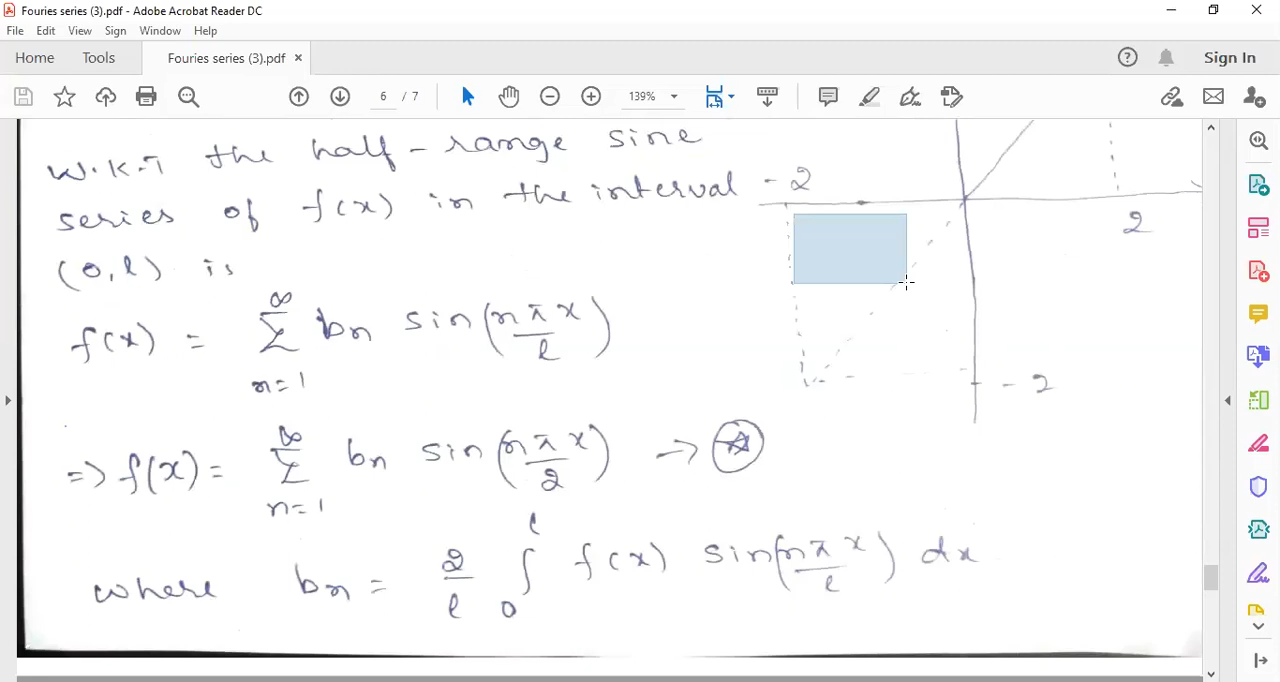 Fouries series (3).pdf - Adobe Acrobat Reader DC
File Edit View Sign Window Help
Home Tools Fouries series (3).pdf × Sign In
6 / 7 139%
W.K.T the half-range sine
series of f(x) in the interval
(0, l) is
f(x) = ∞ Σ n=1 bn sin(nπx/l)
=> f(x) = ∞ Σ n=1 bn sin(nπx/2) → ☆
where bn = 2/l ∫ 0 l f(x) sin(nπx/l) dx
-2
2
-2